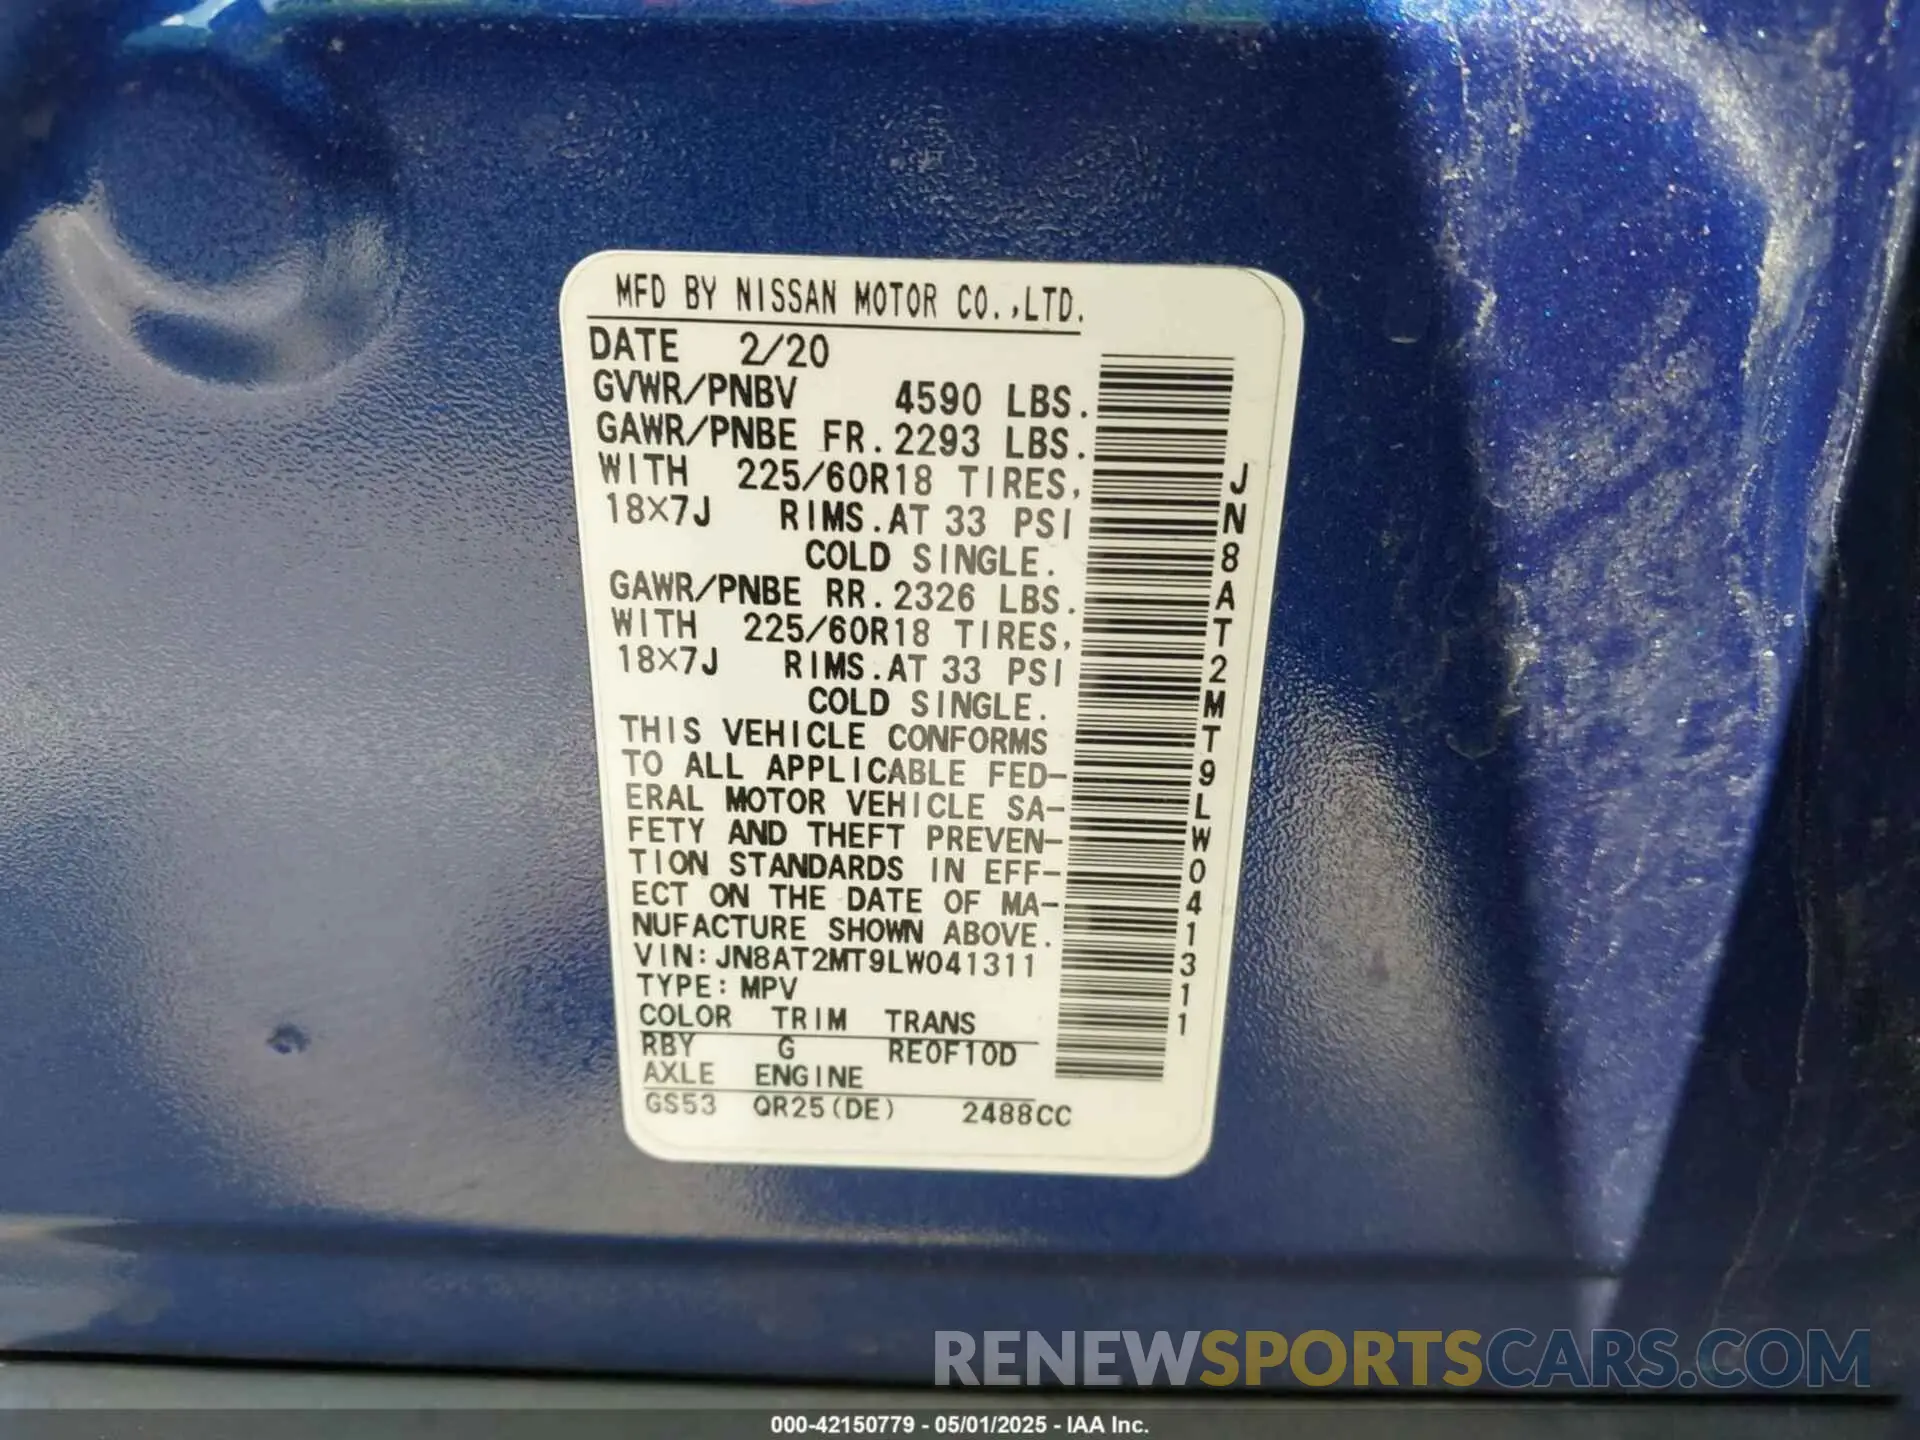 MFD BY NISSAN MOTOR CO.,LTD.
DATE 2/20
GVWR/PNBV 4590 LBS.
GAWR/PNBE FR. 2293 LBS.
WITH 225/60R18 TIRES,
18×7J RIMS. AT 33 PSI
COLD SINGLE.
GAWR/PNBE RR. 2326 LBS.
WITH 225/60R18 TIRES,
18×7J RIMS. AT 33 PSI
COLD SINGLE.
THIS VEHICLE CONFORMS
TO ALL APPLICABLE FED-
ERAL MOTOR VEHICLE SA-
FETY AND THEFT PREVEN-
TION STANDARDS IN EFF-
ECT ON THE DATE OF MA-
NUFACTURE SHOWN ABOVE.
VIN: JN8AT2MT9LW041311
TYPE: MPV
COLOR TRIM TRANS
RBY G RE0F10D
AXLE ENGINE
GS53 QR25(DE) 2488CC
JN8AT2MT9LW041311
RENEWSPORTSCARS.COM
000-42150779 - 05/01/2025 - IAA Inc.